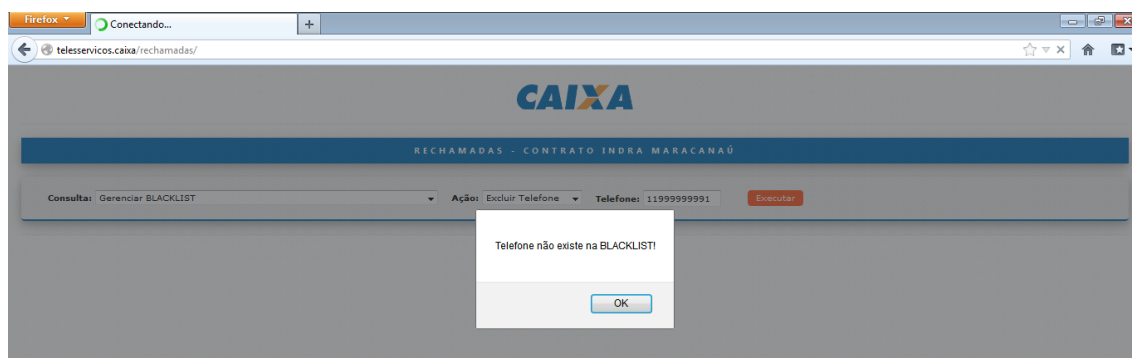 Firefox
Conectando...
telesservicos.caixa/rechamadas/
CAIXA
RECHAMADAS - CONTRATO INDRA MARACANAÚ
Consulta: Gerenciar BLACKLIST Ação: Excluir Telefone Telefone: 11999999991 Executar
Telefone não existe na BLACKLIST!
OK